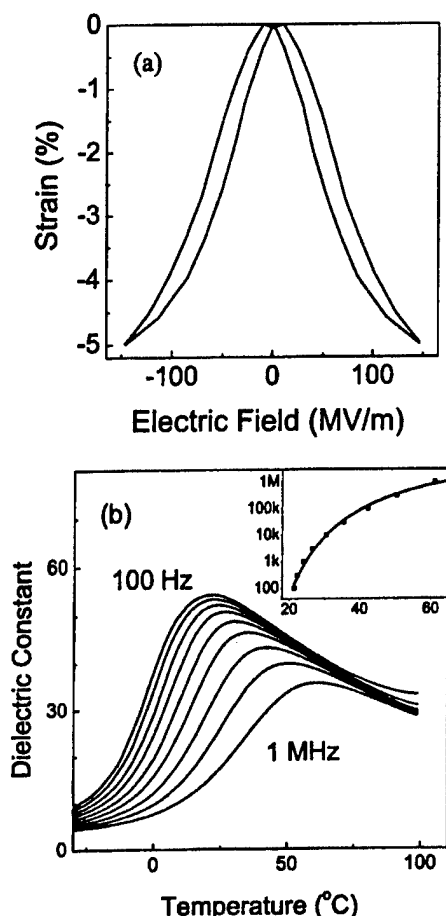 (a)
0
-1
-2
-3
-4
-5
Strain (%)
-100 0 100
Electric Field (MV/m)
(b)
60
30
0
Dielectric Constant
100 Hz
1 MHz
1M
100k
10k
1k
100
20 40 60
0 50 100
Temperature (°C)